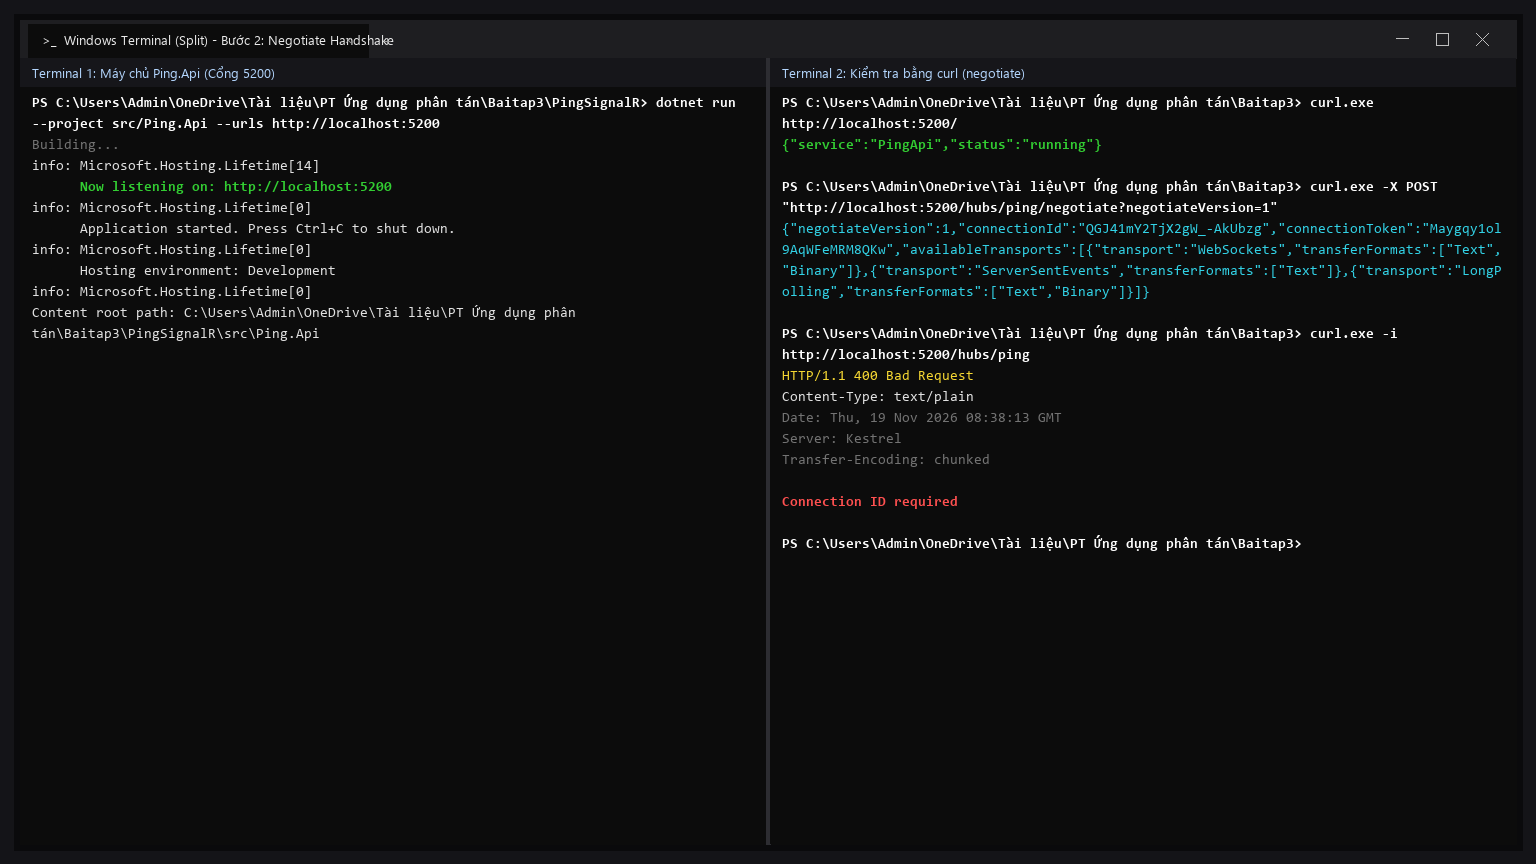 >_ Windows Terminal (Split) - Bước 2: Negotiate Handshake
Terminal 1: Máy chủ Ping.Api (Cổng 5200)
PS C:\Users\Admin\OneDrive\Tài liệu\PT Ứng dụng phân tán\Baitap3\PingSignalR> dotnet run
--project src/Ping.Api --urls http://localhost:5200
Building...
info: Microsoft.Hosting.Lifetime[14]
Now listening on: http://localhost:5200
info: Microsoft.Hosting.Lifetime[0]
Application started. Press Ctrl+C to shut down.
info: Microsoft.Hosting.Lifetime[0]
Hosting environment: Development
info: Microsoft.Hosting.Lifetime[0]
Content root path: C:\Users\Admin\OneDrive\Tài liệu\PT Ứng dụng phân
tán\Baitap3\PingSignalR\src\Ping.Api
Terminal 2: Kiểm tra bằng curl (negotiate)
PS C:\Users\Admin\OneDrive\Tài liệu\PT Ứng dụng phân tán\Baitap3> curl.exe
http://localhost:5200/
{"service":"PingApi","status":"running"}
PS C:\Users\Admin\OneDrive\Tài liệu\PT Ứng dụng phân tán\Baitap3> curl.exe -X POST
"http://localhost:5200/hubs/ping/negotiate?negotiateVersion=1"
{"negotiateVersion":1,"connectionId":"QGJ41mY2TjX2gW_-AkUbzg","connectionToken":"Maygqy1ol
9AqWFeMRM8QKw","availableTransports":[{"transport":"WebSockets","transferFormats":["Text",
"Binary"]},{"transport":"ServerSentEvents","transferFormats":["Text"]},{"transport":"LongP
olling","transferFormats":["Text","Binary"]}]}
PS C:\Users\Admin\OneDrive\Tài liệu\PT Ứng dụng phân tán\Baitap3> curl.exe -i
http://localhost:5200/hubs/ping
HTTP/1.1 400 Bad Request
Content-Type: text/plain
Date: Thu, 19 Nov 2026 08:38:13 GMT
Server: Kestrel
Transfer-Encoding: chunked
Connection ID required
PS C:\Users\Admin\OneDrive\Tài liệu\PT Ứng dụng phân tán\Baitap3>